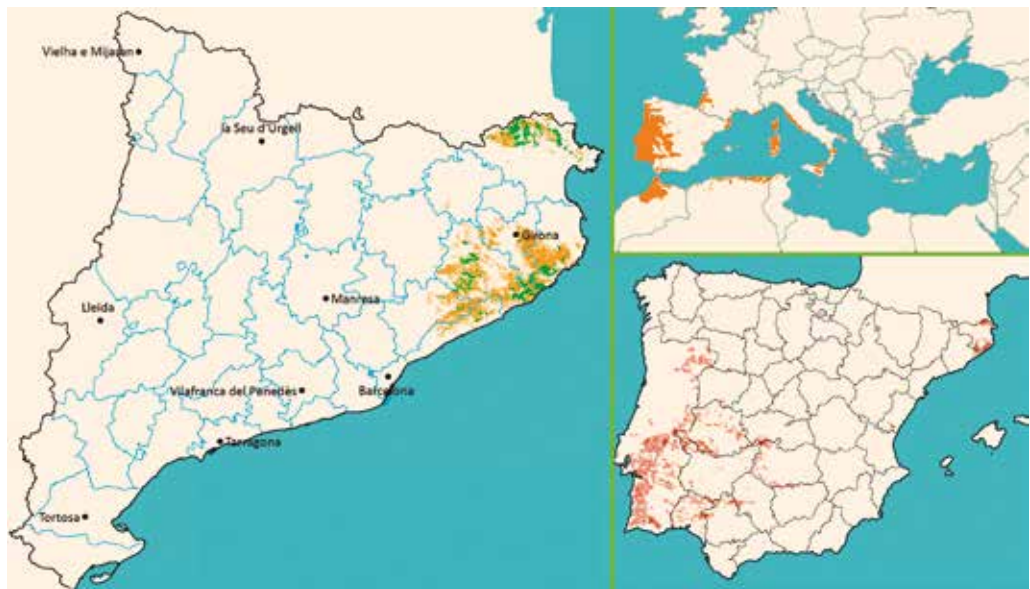 Vielha e Mijaran
la Seu d'Urgell
Girona
Manresa
Lleida
Vilafranca del Penedès
Barcelona
Tarragona
Tortosa